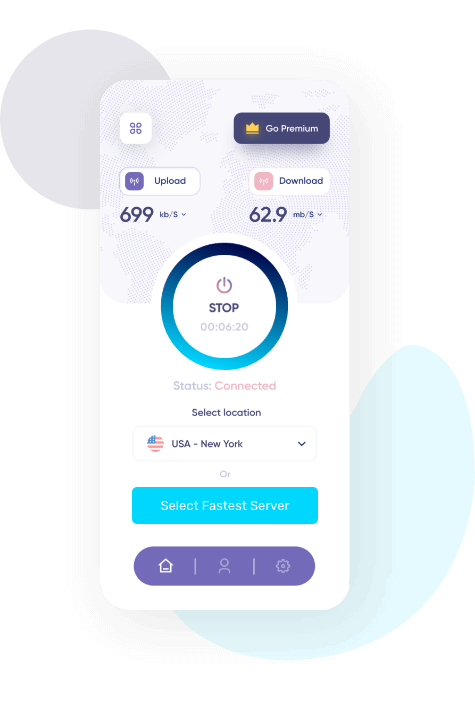 Go Premium
Upload
Download
699 kb/S
62.9 mb/S
STOP
00:06:20
Status: Connected
Select location
USA - New York
Or
Select Fastest Server